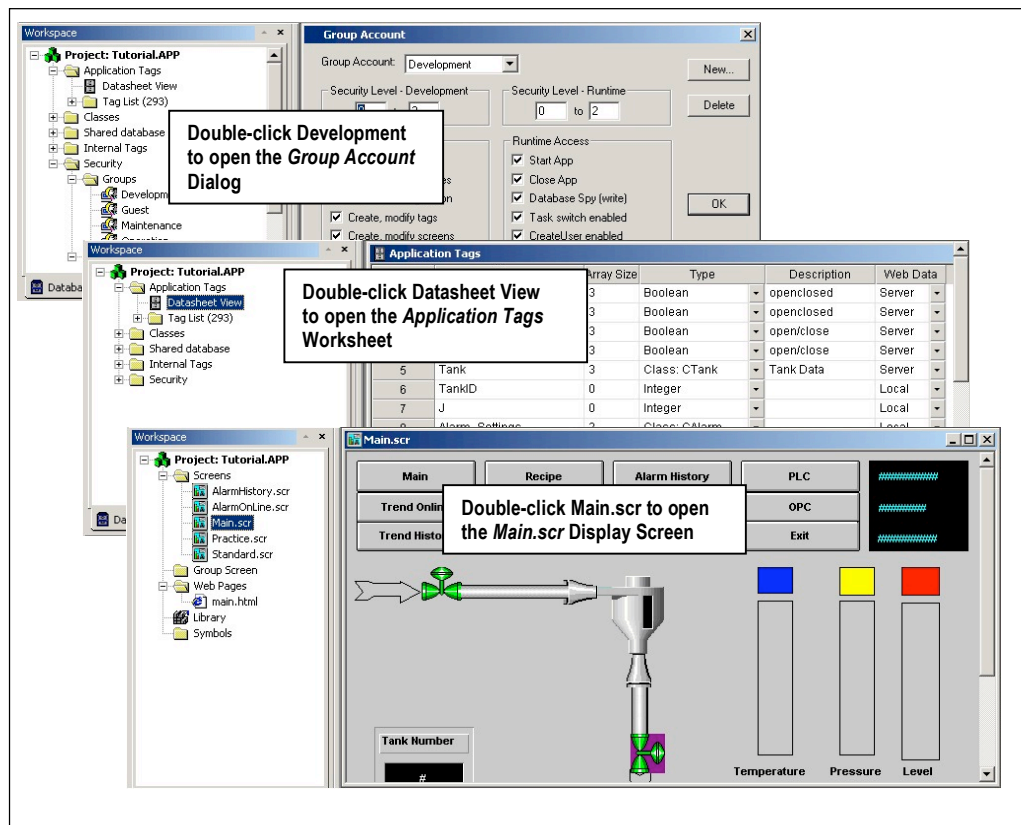 Workspace
Project: Tutorial.APP
Application Tags
Datasheet View
Tag List (293)
Classes
Shared database
Internal Tags
Security
Groups
Guest
Maintenance
Group Account
Group Account: Development
New...
Delete
OK
Security Level - Development
to
Security Level - Runtime
0 to 2
Runtime Access
Start App
Close App
Database Spy (write)
Task switch enabled
CreateUser enabled
Create, modify tags
Create, modify screens
Double-click Development
to open the Group Account
Dialog
Workspace
Project: Tutorial.APP
Application Tags
Datasheet View
Tag List (293)
Classes
Shared database
Internal Tags
Security
Application Tags
Array Size Type Description Web Data
3 Boolean openclosed Server
3 Boolean openclosed Server
3 Boolean open/close Server
3 Boolean open/close Server
5 Tank 3 Class: CTank Tank Data Server
6 TankID 0 Integer Local
7 J 0 Integer Local
Double-click Datasheet View
to open the Application Tags
Worksheet
Workspace
Project: Tutorial.APP
Screens
AlarmHistory.scr
AlarmOnLine.scr
Main.scr
Practice.scr
Standard.scr
Group Screen
Web Pages
main.html
Library
Symbols
Main.scr
Main Recipe Alarm History PLC
Trend OPC
Trend Exit
Double-click Main.scr to open
the Main.scr Display Screen
Tank Number
#
Temperature Pressure Level